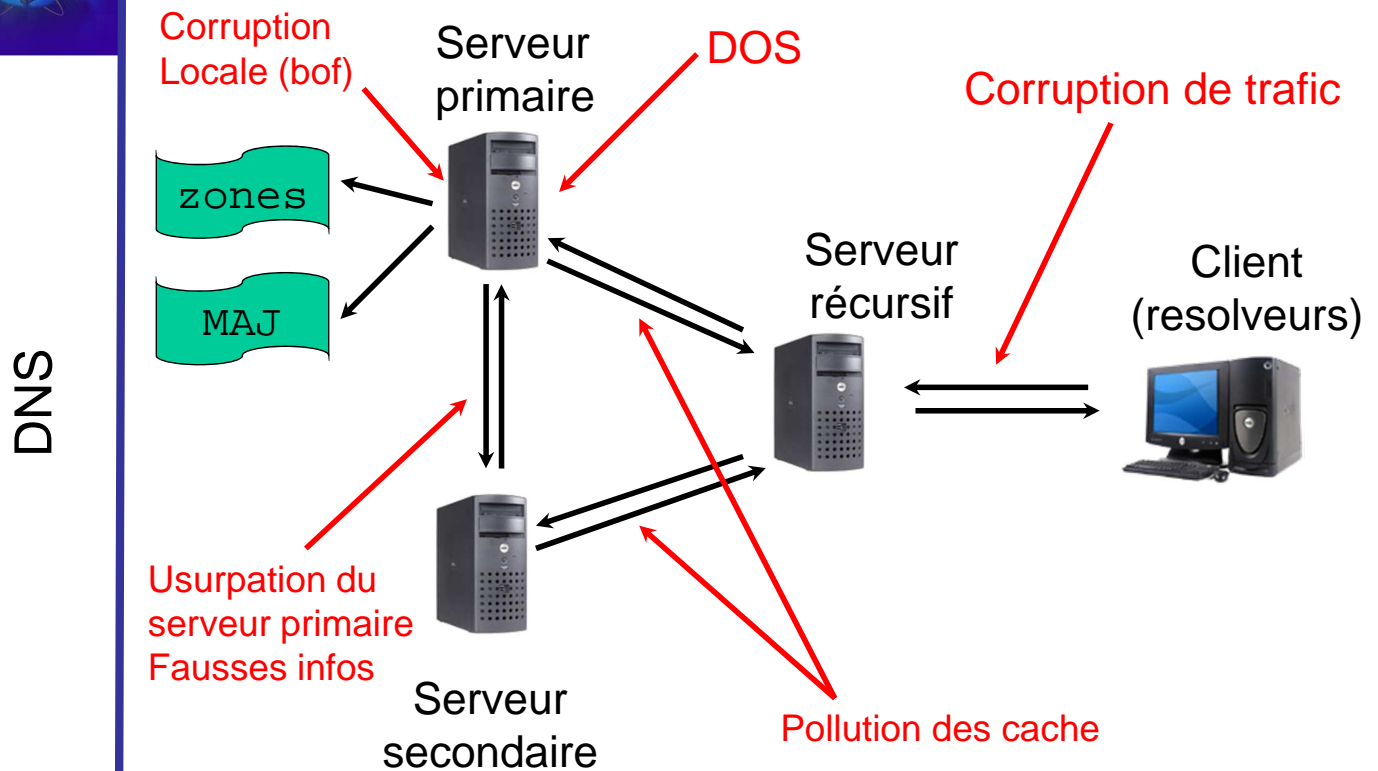 DNS
Corruption
Locale (bof)
Serveur
primaire
DOS
Corruption de trafic
zones
MAJ
Serveur
récursif
Client
(resolveurs)
Usurpation du
serveur primaire
Fausses infos
Serveur
secondaire
Pollution des cache